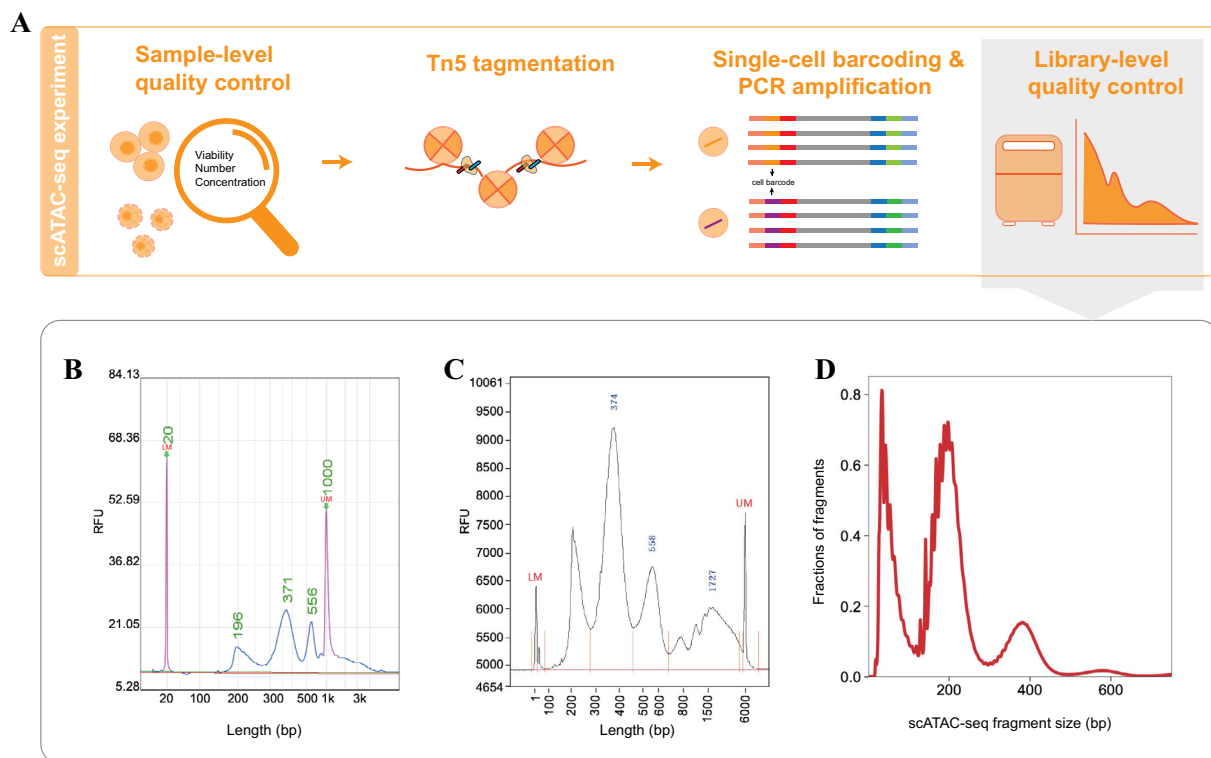 A
scATAC-seq experiment
Sample-level
quality control
Viability
Number
Concentration
Tn5 tagmentation
Single-cell barcoding &
PCR amplification
cell barcode
Library-level
quality control
B
84.13
68.36
52.59
36.82
21.05
5.28
RFU
LM
20
196
371
556
UM
1000
20 100 200 300 500 1k 3k
Length (bp)
C
10061
9500
9000
8500
8000
7500
7000
6500
6000
5500
5000
4654
RFU
LM
374
558
1727
UM
1 100 200 300 400 500 600 800 1500 6000
Length (bp)
D
0.8
0.6
0.4
0.2
0.0
Fractions of fragments
200 400 600
scATAC-seq fragment size (bp)